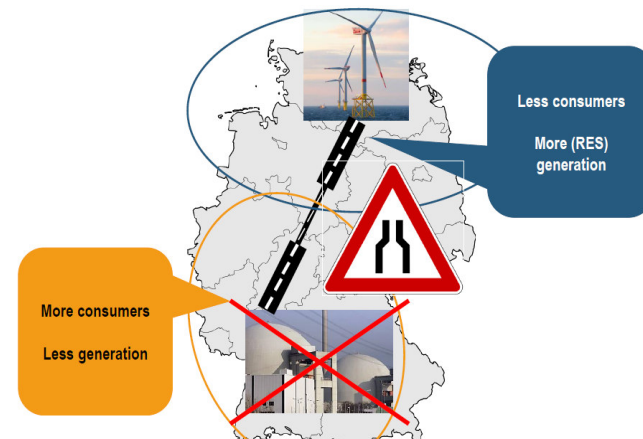 Less consumers
More (RES)
generation
More consumers
Less generation